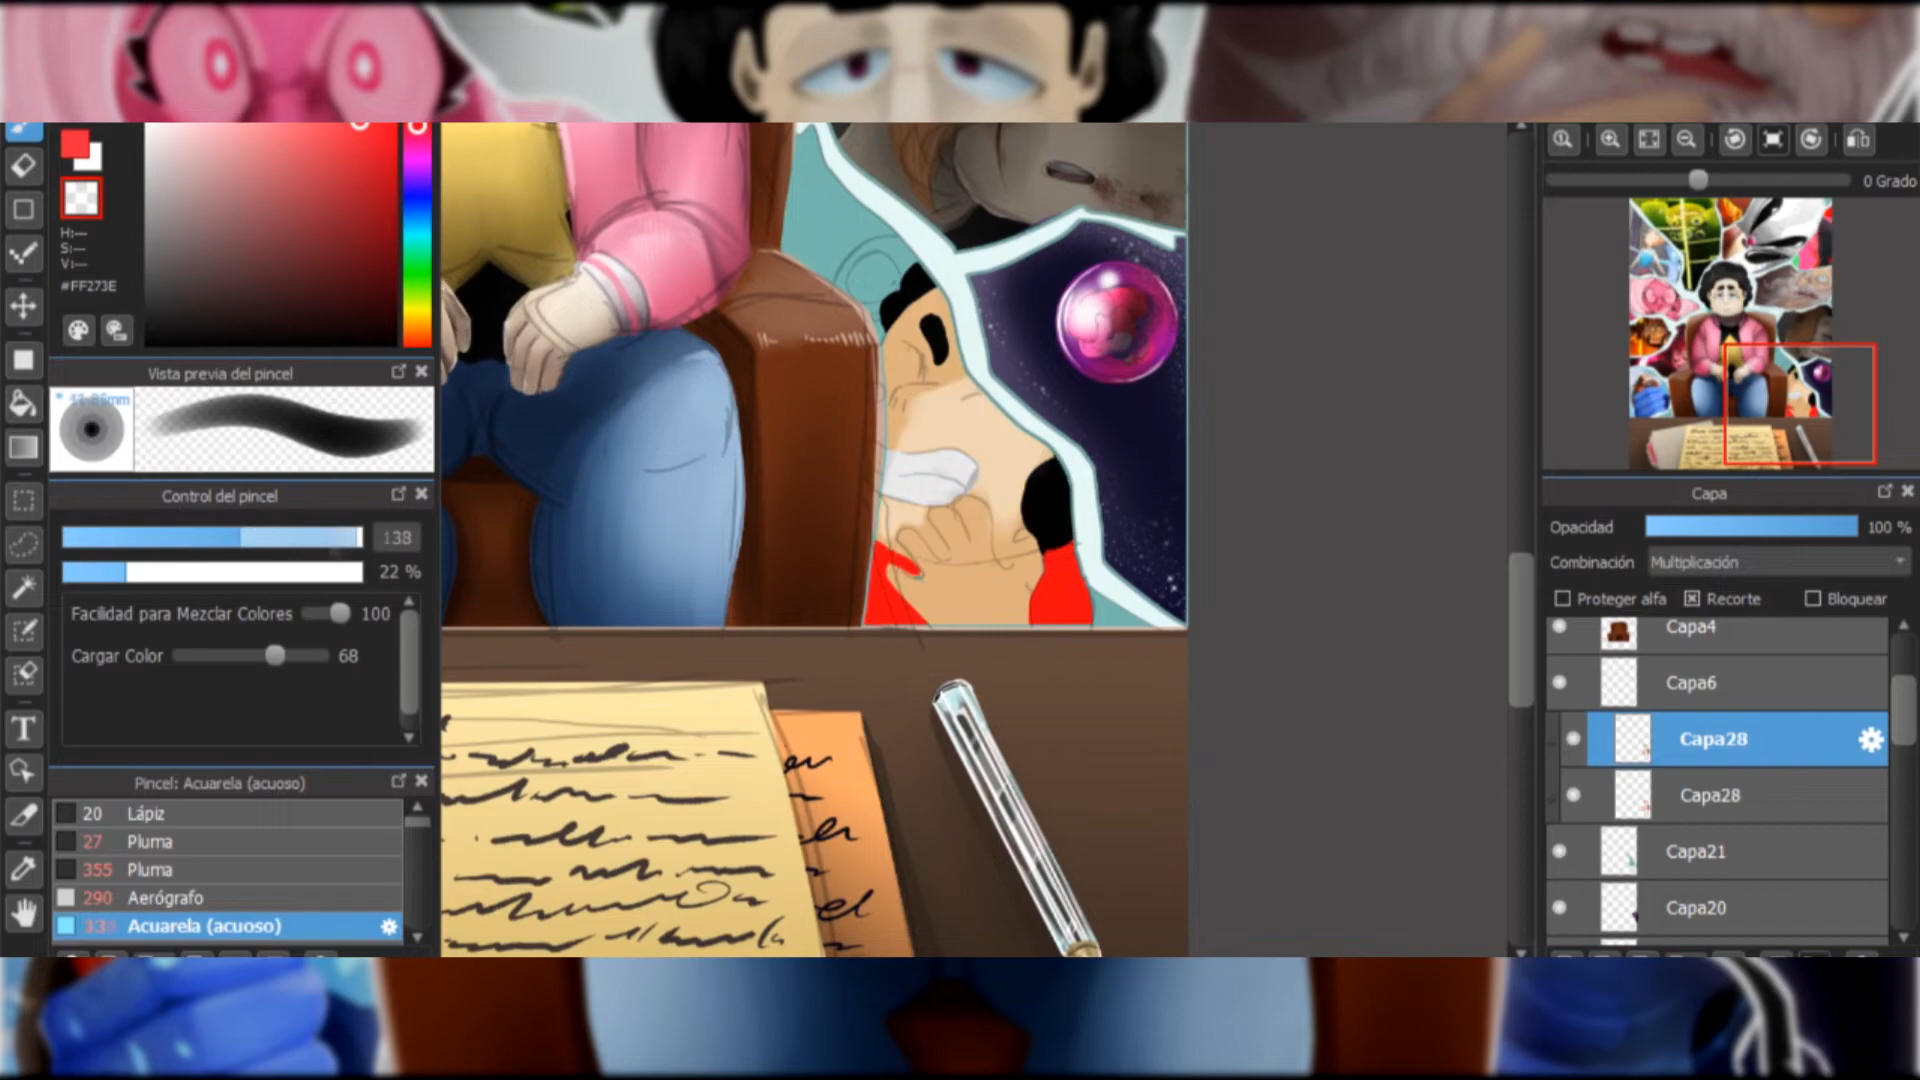 H:---
S:---
V:---
#FF273E
Vista previa del pincel
Control del pincel
138
22 %
Facilidad para Mezclar Colores
100
Cargar Color
68
Pincel: Acuarela (acuoso)
20 Lápiz
27 Pluma
355 Pluma
290 Aerógrafo
Acuarela (acuoso)
T
0 Grado
Capa
Opacidad
100 %
Combinación
Multiplicación
Proteger alfa
Recorte
Bloquear
Capa4
Capa6
Capa28
Capa28
Capa21
Capa20